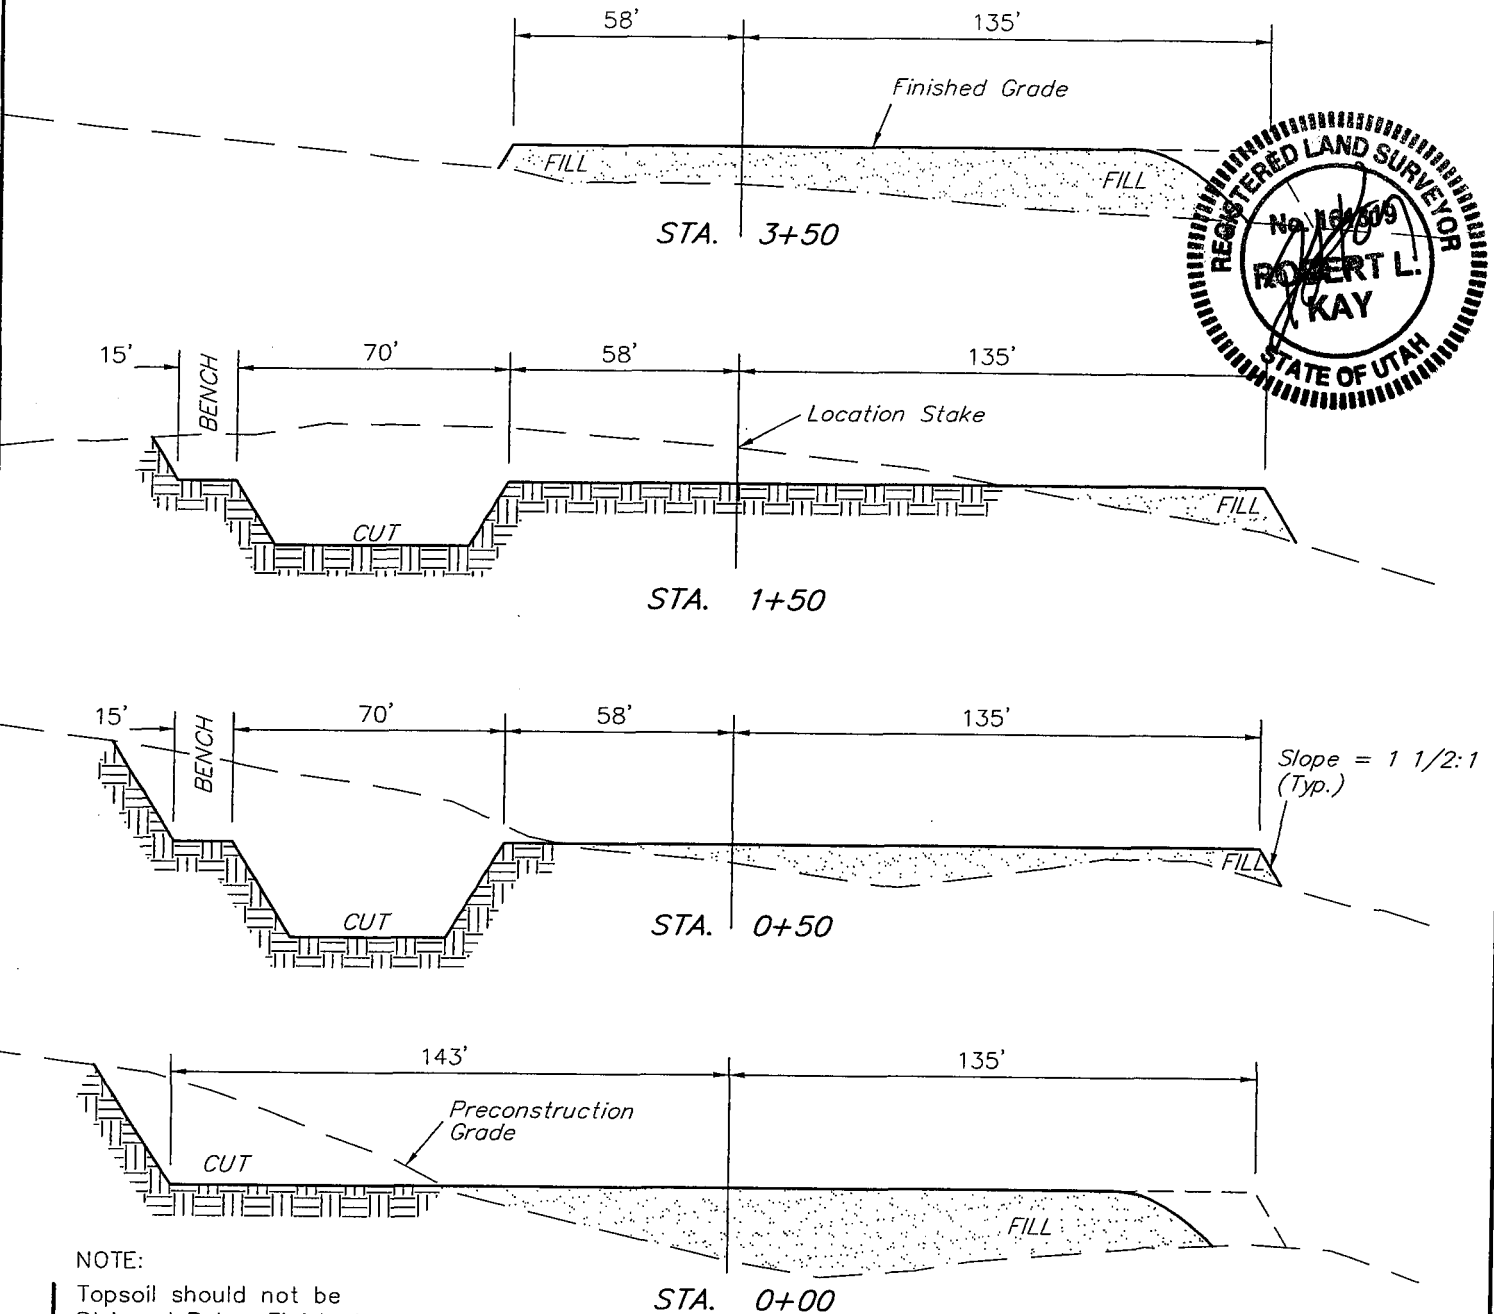 58' 135'
Finished Grade
FILL FILL
STA. 3+50
REGISTERED LAND SURVEYOR
No.
ROBERT L.
KAY
STATE OF UTAH
15' BENCH 70' 58' 135'
Location Stake
CUT
FILL
STA. 1+50
15' BENCH 70' 58' 135'
Slope = 1 1/2:1
(Typ.)
FILL
CUT
STA. 0+50
143' 135'
Preconstruction
Grade
CUT
FILL
NOTE:
Topsoil should not be
STA. 0+00